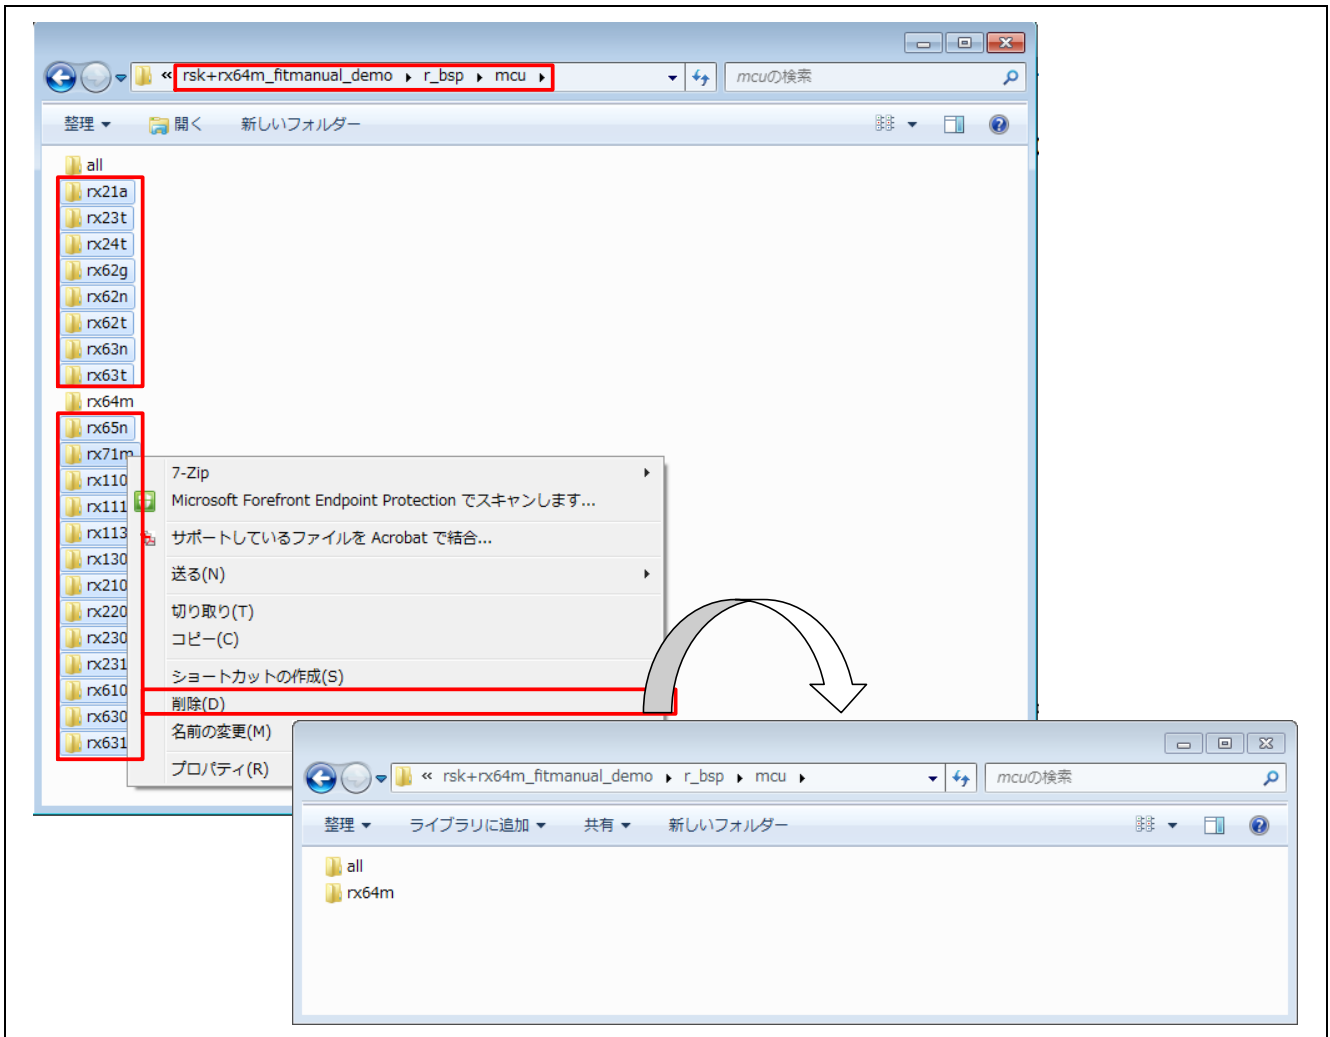 « rsk+rx64m_fitmanual_demo ▸ r_bsp ▸ mcu ▸
mcuの検索
整理 ▼ 開く 新しいフォルダー
all
rx21a
rx23t
rx24t
rx62g
rx62n
rx62t
rx63n
rx63t
rx64m
rx65n
rx71m
rx110
rx111
rx113
rx130
rx210
rx220
rx230
rx231
rx610
rx630
rx631
7-Zip
Microsoft Forefront Endpoint Protection でスキャンします...
サポートしているファイルを Acrobat で結合...
送る(N)
切り取り(T)
コピー(C)
ショートカットの作成(S)
削除(D)
名前の変更(M)
プロパティ(R)
« rsk+rx64m_fitmanual_demo ▸ r_bsp ▸ mcu ▸
mcuの検索
整理 ▼ ライブラリに追加 ▼ 共有 ▼ 新しいフォルダー
all
rx64m